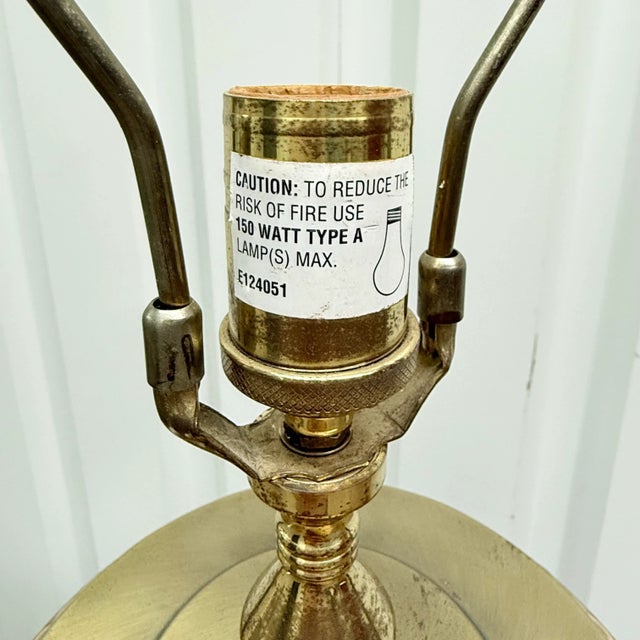 CAUTION: TO REDUCE THE
RISK OF FIRE USE
150 WATT TYPE A
LAMP(S) MAX.
E124051